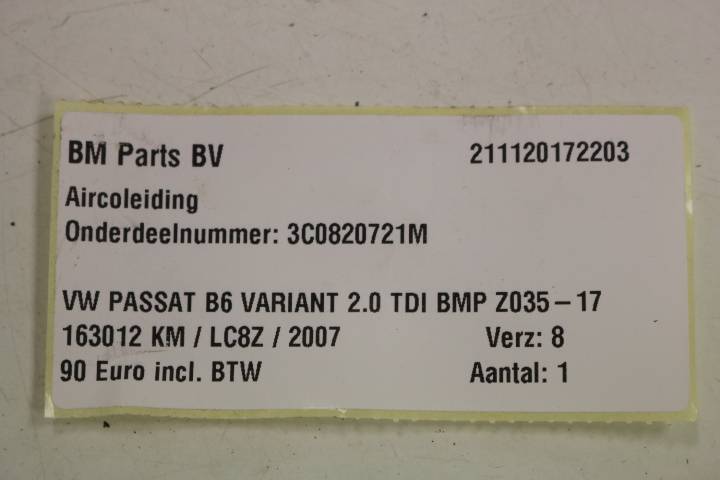 BM Parts BV 211120172203
Aircoleiding
Onderdeelnummer: 3C0820721M
VW PASSAT B6 VARIANT 2.0 TDI BMP Z035-17
163012 KM / LC8Z / 2007 Verz: 8
90 Euro incl. BTW Aantal: 1